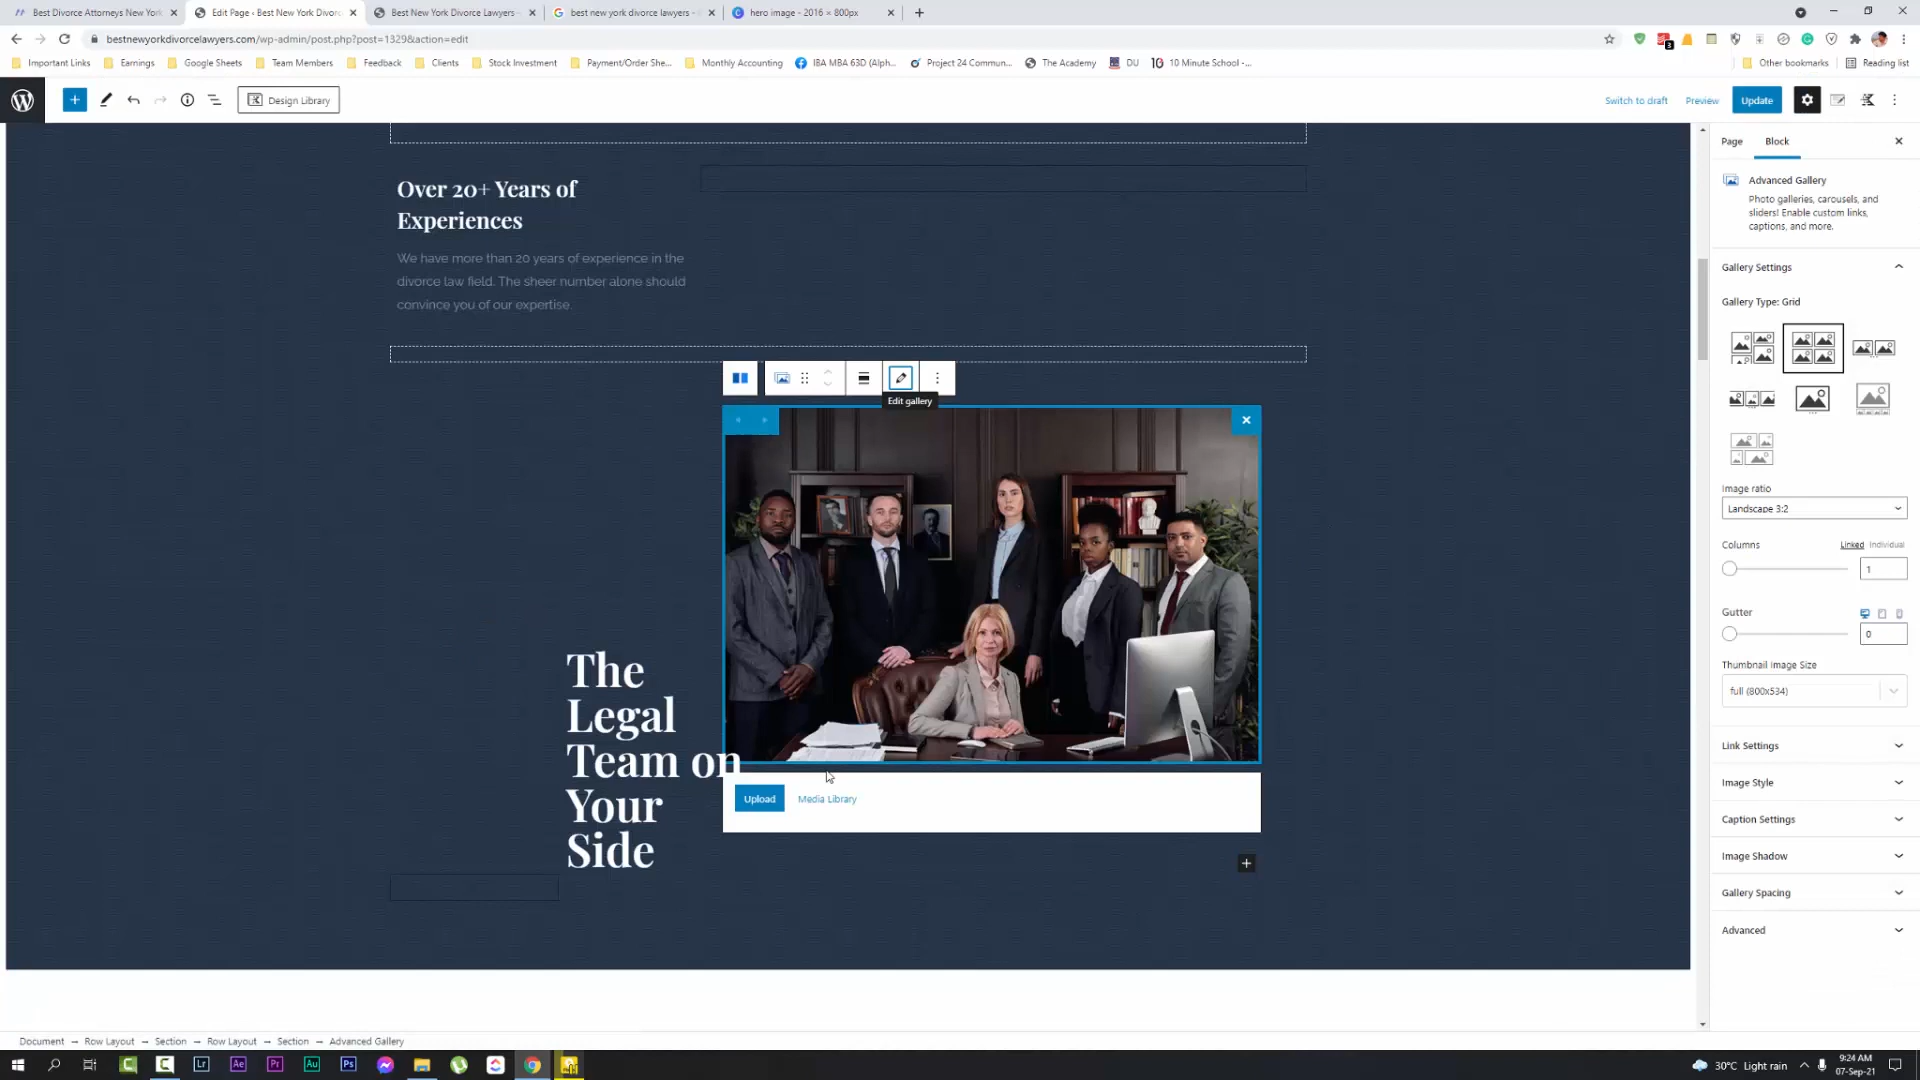 Best Divorce Attorneys New York
Edit Page ‹ Best New York Divorc
Best New York Divorce Lawyers -
best new york divorce lawyers -
hero image - 2016 × 800px
bestnewyorkdivorcelawyers.com/wp-admin/post.php?post=1329&action=edit
3
Important Links
Earnings
Google Sheets
Team Members
Feedback
Clients
Stock Investment
Payment/Order She...
Monthly Accounting
IBA MBA 63D (Alph...
Project 24 Commun...
The Academy
DU
10 Minute School -...
Other bookmarks
Reading list
Design Library
Switch to draft
Preview
Update
Page
Block
Advanced Gallery
Photo galleries, carousels, and
sliders! Enable custom links,
captions, and more.
Gallery Settings
Gallery Type: Grid
Image ratio
Landscape 3:2
Columns
Linked
Individual
1
Gutter
0
Thumbnail Image Size
full (800x534)
Link Settings
Image Style
Caption Settings
Image Shadow
Gallery Spacing
Advanced
Over 20+ Years of
Experiences
We have more than 20 years of experience in the
divorce law field. The sheer number alone should
convince you of our expertise.
Edit gallery
The
Legal
Team on
Your
Side
Upload
Media Library
Document → Row Layout → Section → Row Layout → Section → Advanced Gallery
Lr
Ae
Pr
Au
Ps
30°C Light rain
9:24 AM
07-Sep-21